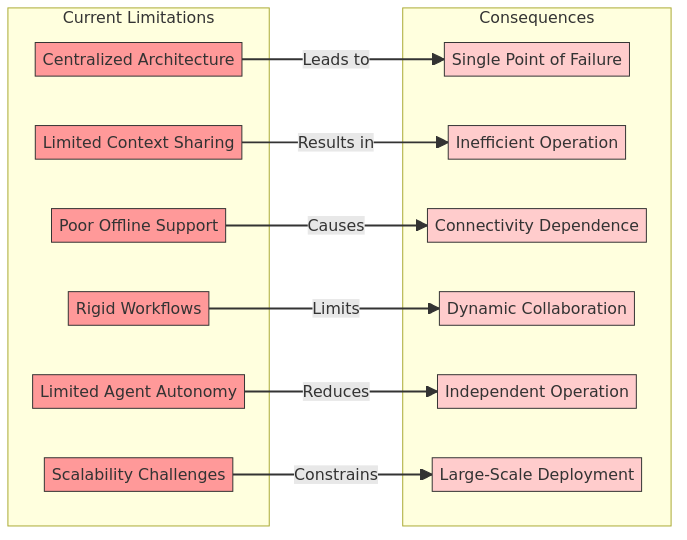 Current Limitations
Consequences
Centralized Architecture
Leads to
Single Point of Failure
Limited Context Sharing
Results in
Inefficient Operation
Poor Offline Support
Causes
Connectivity Dependence
Rigid Workflows
Limits
Dynamic Collaboration
Limited Agent Autonomy
Reduces
Independent Operation
Scalability Challenges
Constrains
Large-Scale Deployment